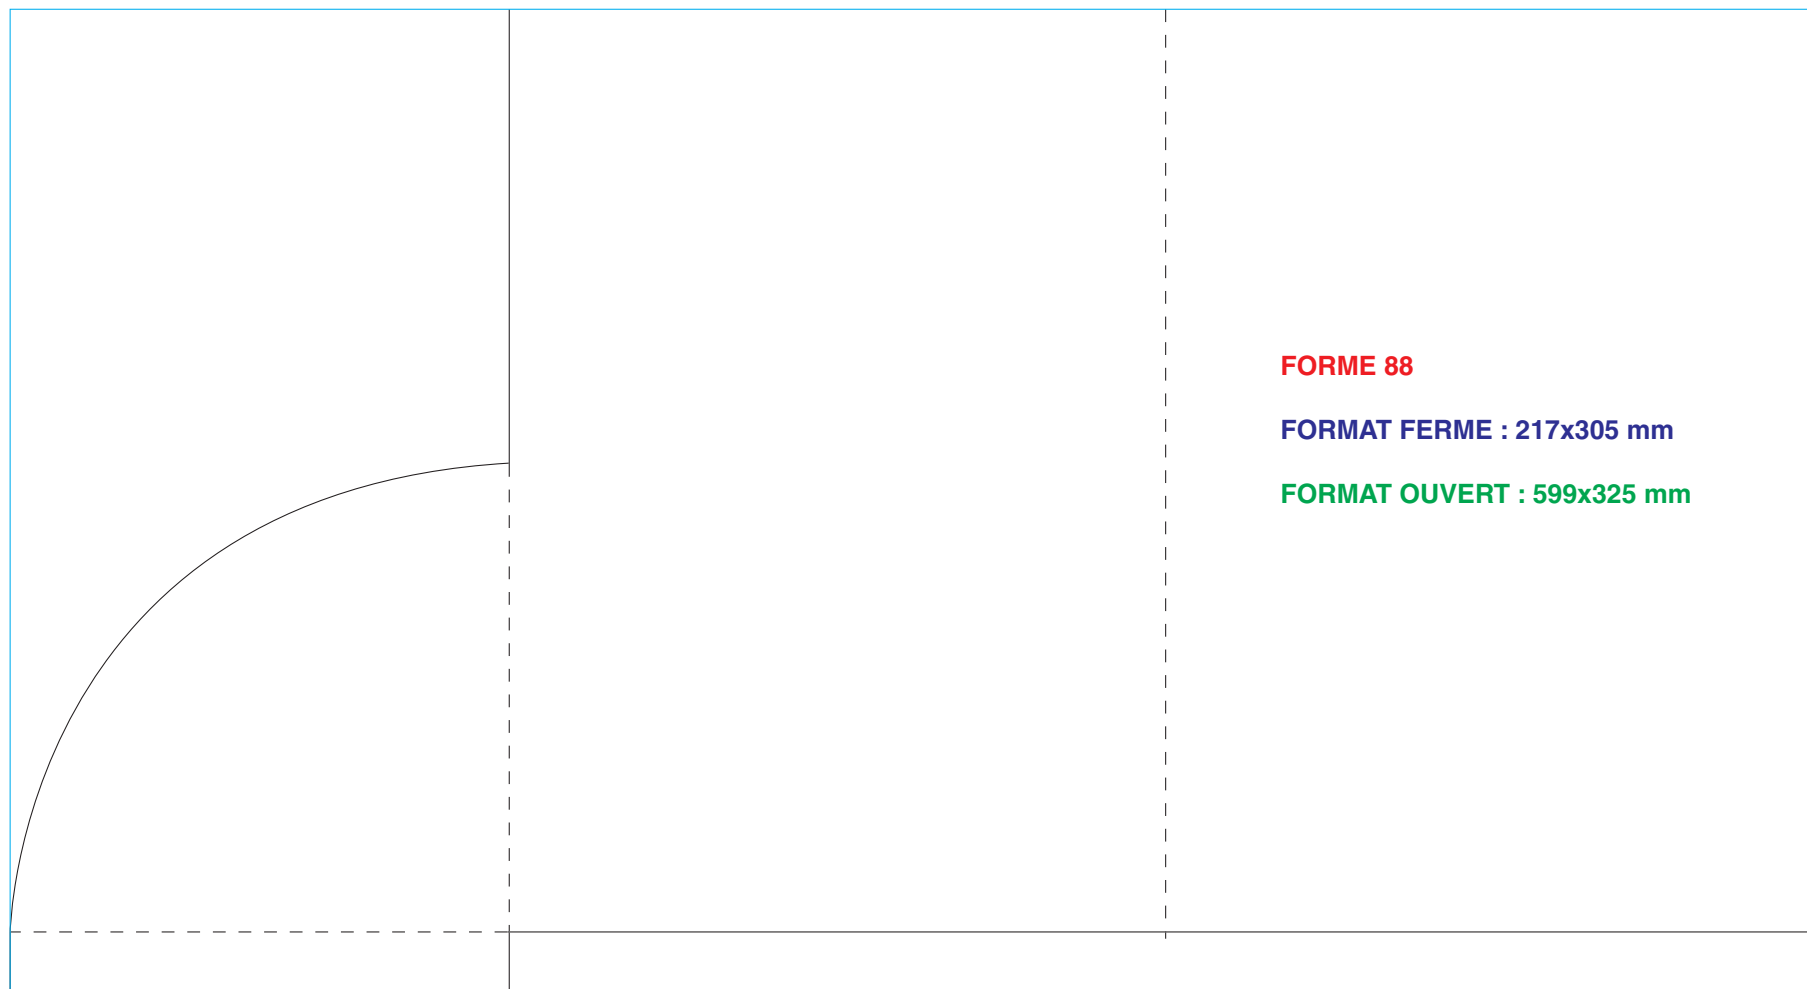 FORME 88
FORMAT FERME : 217x305 mm
FORMAT OUVERT : 599x325 mm